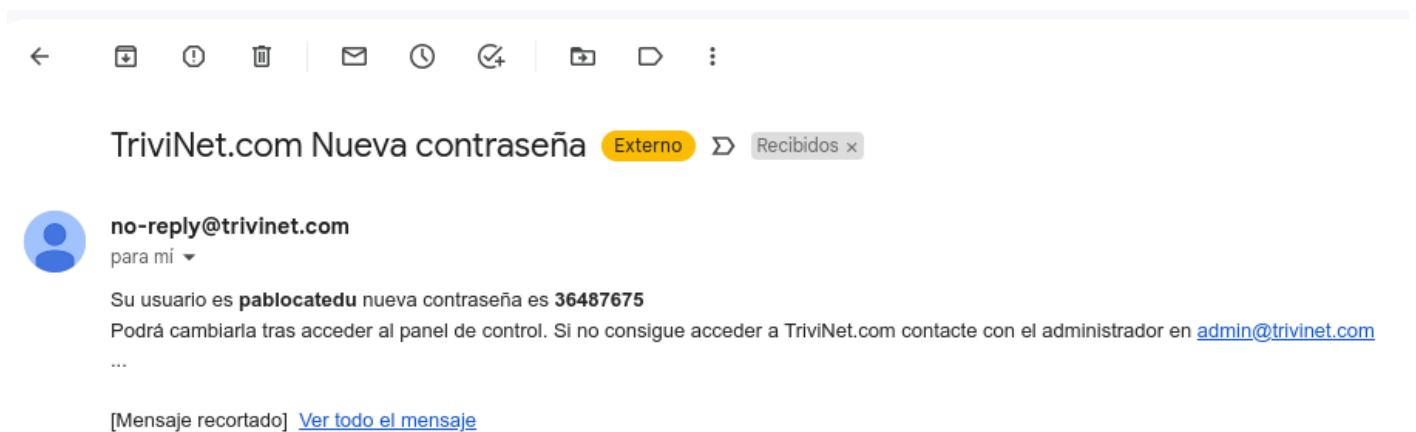 TriviNet.com Nueva contraseña Externo Recibidos x
no-reply@trivinet.com
para mí
Su usuario es pablocatedu nueva contraseña es 36487675
Podrá cambiarla tras acceder al panel de control. Si no consigue acceder a TriviNet.com contacte con el administrador en admin@trivinet.com
...
[Mensaje recortado] Ver todo el mensaje